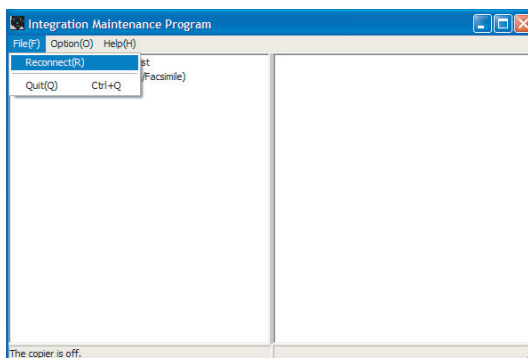 Integration Maintenance Program
File(F) Option(O) Help(H)
Reconnect(R)
st
/Facsimile)
Quit(Q) Ctrl+Q
The copier is off.